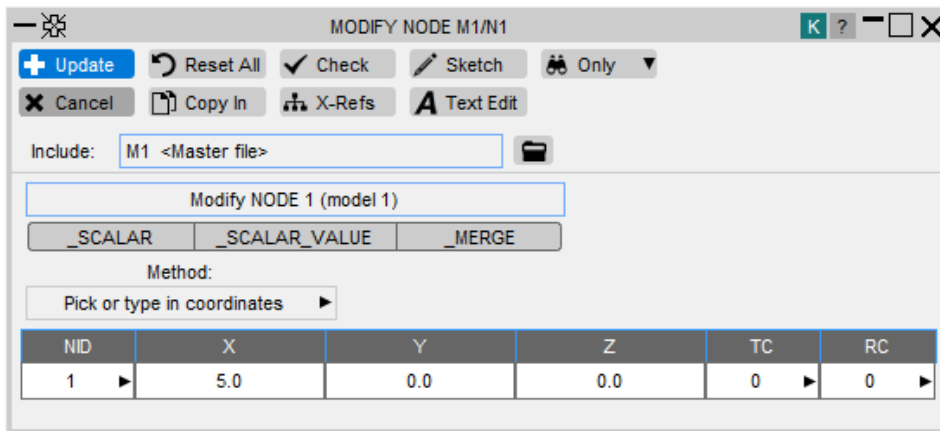 MODIFY NODE M1/N1 K ?
Update Reset All Check Sketch Only
Cancel Copy In X-Refs A Text Edit
Include: M1 <Master file>
Modify NODE 1 (model 1)
_SCALAR _SCALAR_VALUE _MERGE
Method:
Pick or type in coordinates
NID X Y Z TC RC
1 5.0 0.0 0.0 0 0